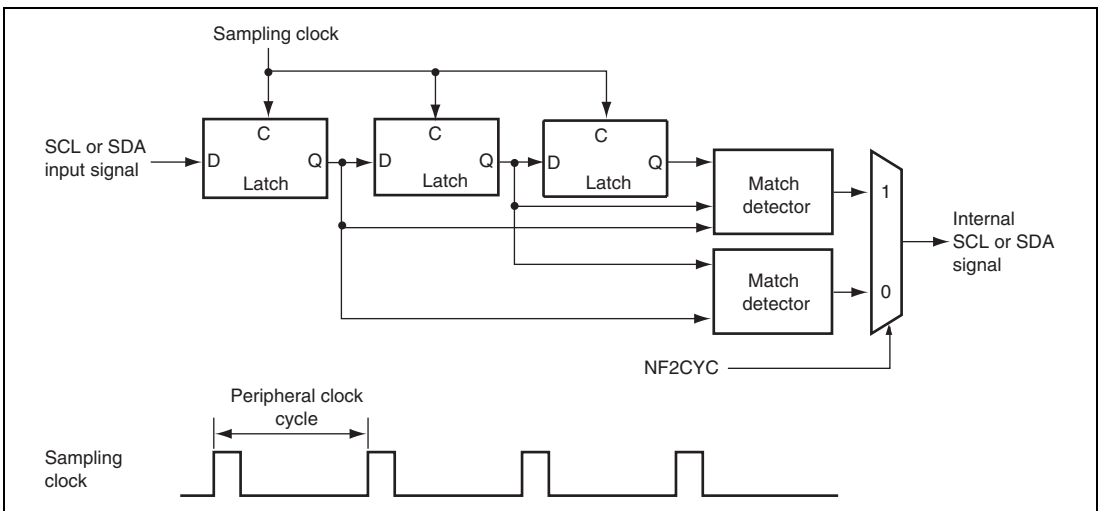 Sampling clock
SCL or SDA
input signal
C
D
Q
Latch
C
D
Q
Latch
C
D
Q
Latch
Match
detector
1
Match
detector
0
Internal
SCL or SDA
signal
NF2CYC
Peripheral clock
cycle
Sampling
clock